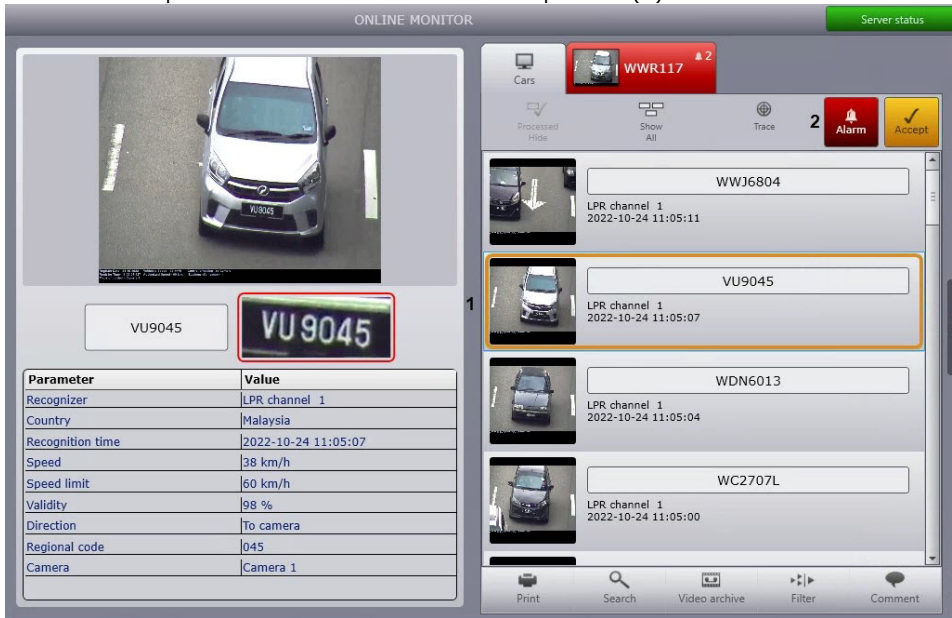 ONLINE MONITOR
Server status
VU9045
VU9045
VU 9045
Parameter Value
Recognizer LPR channel 1
Country Malaysia
Recognition time 2022-10-24 11:05:07
Speed 38 km/h
Speed limit 60 km/h
Validity 98 %
Direction To camera
Regional code 045
Camera Camera 1
Cars
WWR117
2
Processed
Hide
Show
All
Trace
2
Alarm
Accept
WWJ6804
LPR channel 1
2022-10-24 11:05:11
1
VU9045
LPR channel 1
2022-10-24 11:05:07
WDN6013
LPR channel 1
2022-10-24 11:05:04
WC2707L
LPR channel 1
2022-10-24 11:05:00
Print
Search
Video archive
Filter
Comment